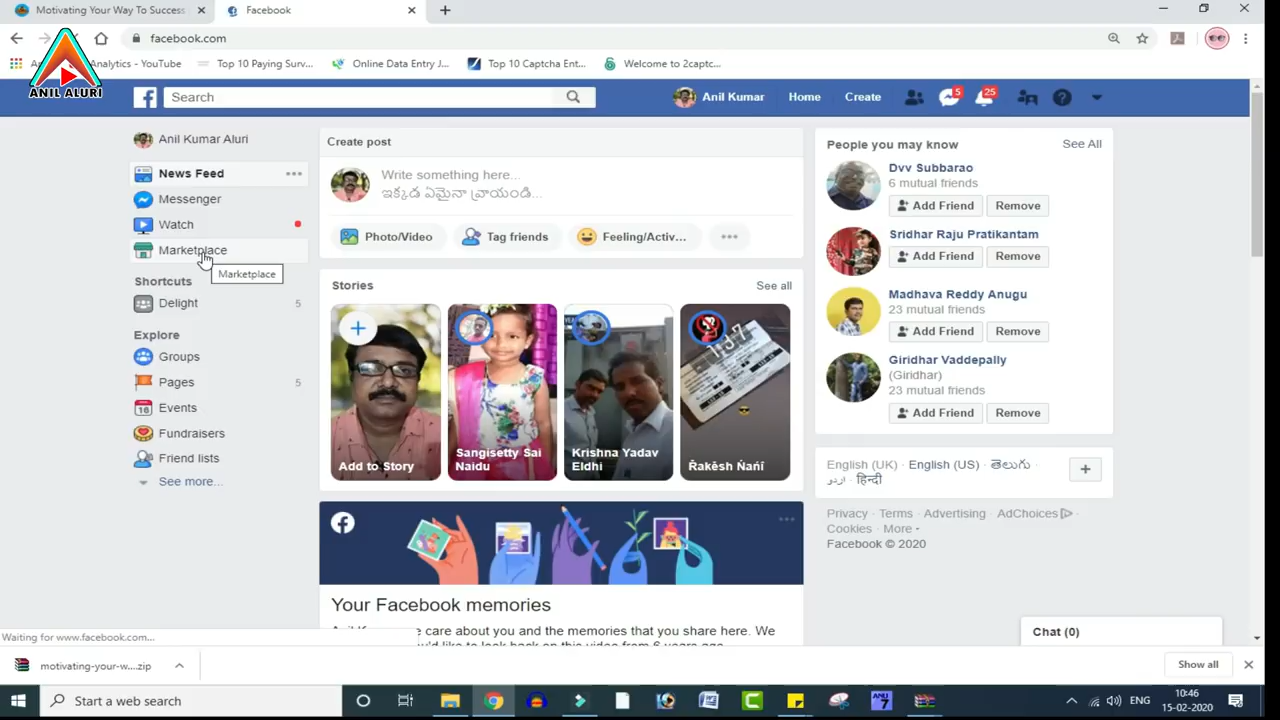 Motivating Your Way To Success
Facebook
facebook.com
Analytics - YouTube
Top 10 Paying Surv...
Online Data Entry J...
Top 10 Captcha Ent...
Welcome to 2captc...
ANIL ALURI
Search
Anil Kumar
Home
Create
5
25
Anil Kumar Aluri
News Feed
Messenger
Watch
Marketplace
Marketplace
Shortcuts
Delight 5
Explore
Groups
Pages 5
16
Events
Fundraisers
Friend lists
See more...
Create post
Write something here...
ఇక్కడ ఏమైనా వ్రాయండి...
Photo/Video
Tag friends
Feeling/Activ...
Stories
See all
Add to Story
Sangisetty Sai
Naidu
Krishna Yadav
Eldhi
Řakĕsh Ńańí
Your Facebook memories
care about you and the memories that you share here. We
People you may know
See All
Dvv Subbarao
6 mutual friends
Add Friend
Remove
Sridhar Raju Pratikantam
Add Friend
Remove
Madhava Reddy Anugu
23 mutual friends
Add Friend
Remove
Giridhar Vaddepally
(Giridhar)
23 mutual friends
Add Friend
Remove
English (UK) · English (US) · తెలుగు ·
اردو · हिन्दी
Privacy · Terms · Advertising · AdChoices ·
Cookies · More
Facebook © 2020
Chat (0)
Waiting for www.facebook.com...
motivating-your-w....zip
Show all
Start a web search
ENG
10:46
15-02-2020